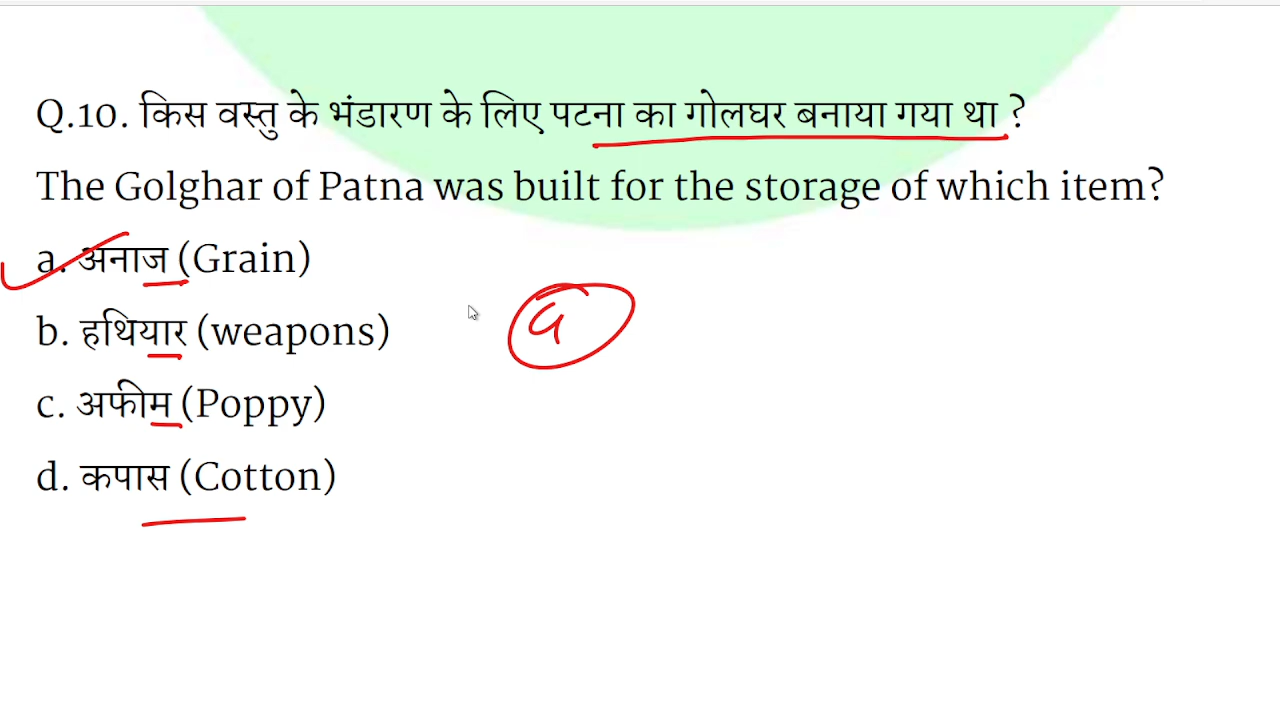 Q.10. किस वस्तु के भंडारण के लिए पटना का गोलघर बनाया गया था ?
The Golghar of Patna was built for the storage of which item?
a. अनाज (Grain)
b. हथियार (weapons)
c. अफीम (Poppy)
d. कपास (Cotton)